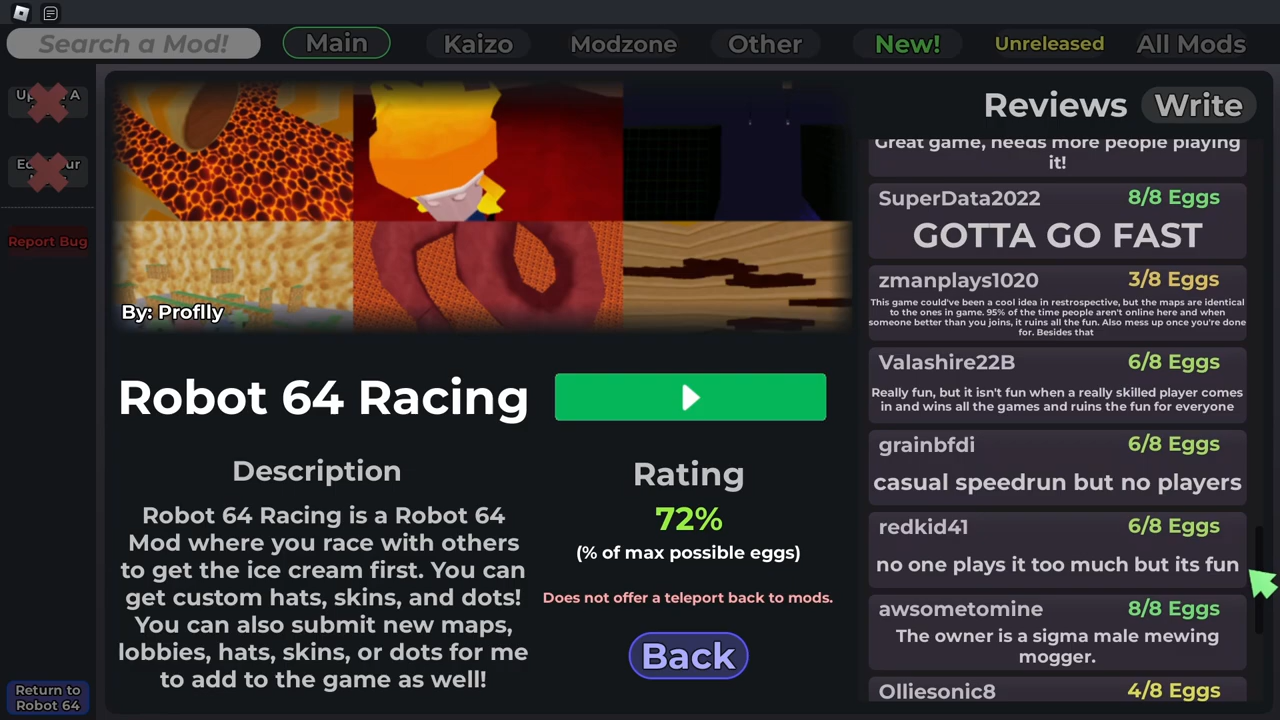 Search a Mod!
Main
Kaizo
Modzone
Other
New!
Unreleased
All Mods
Report Bug
Return to
Robot 64
By: Proflly
Robot 64 Racing
Description
Robot 64 Racing is a Robot 64
Mod where you race with others
to get the ice cream first. You can
get custom hats, skins, and dots!
You can also submit new maps,
lobbies, hats, skins, or dots for me
to add to the game as well!
Rating
72%
(% of max possible eggs)
Does not offer a teleport back to mods.
Back
Reviews
Write
Great game, needs more people playing
it!
SuperData2022
8/8 Eggs
GOTTA GO FAST
zmanplays1020
3/8 Eggs
This game could've been a cool idea in restrospective, but the maps are identical
to the ones in game. 95% of the time people aren't online here and when
someone better than you joins, it ruins all the fun. Also mess up once you're done
for. Besides that
Valashire22B
6/8 Eggs
Really fun, but it isn't fun when a really skilled player comes
in and wins all the games and ruins the fun for everyone
grainbfdi
6/8 Eggs
casual speedrun but no players
redkid41
6/8 Eggs
no one plays it too much but its fun
awsometomine
8/8 Eggs
The owner is a sigma male mewing
mogger.
Olliesonic8
4/8 Eggs